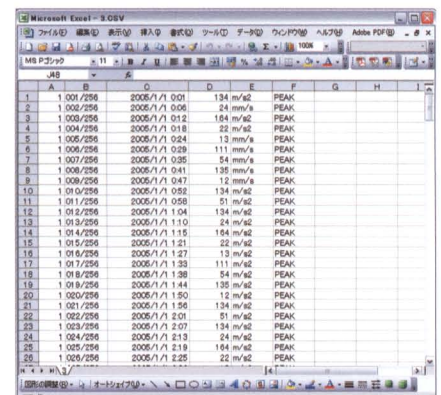 Microsoft Excel - 3.CSV
ファイル(F) 編集(E) 表示(V) 挿入(I) 書式(O) ツール(T) データ(D) ウィンドウ(W) ヘルプ(H) Adobe PDF(B)
100%
MS Pゴシック 11 B I U
J48 fx
A B C D E F G H I
1 1 001/256 2005/1/1 0:01 134 m/s2 PEAK
2 1 002/256 2005/1/1 0:06 24 mm/s PEAK
3 1 003/256 2005/1/1 0:12 164 m/s2 PEAK
4 1 004/256 2005/1/1 0:18 22 m/s2 PEAK
5 1 005/256 2005/1/1 0:24 13 mm/s PEAK
6 1 006/256 2005/1/1 0:29 111 mm/s PEAK
7 1 007/256 2005/1/1 0:35 54 mm/s PEAK
8 1 008/256 2005/1/1 0:41 135 mm/s PEAK
9 1 009/256 2005/1/1 0:47 12 mm/s PEAK
10 1 010/256 2005/1/1 0:52 134 m/s2 PEAK
11 1 011/256 2005/1/1 0:58 51 m/s2 PEAK
12 1 012/256 2005/1/1 1:04 134 m/s2 PEAK
13 1 013/256 2005/1/1 1:10 24 m/s2 PEAK
14 1 014/256 2005/1/1 1:15 164 m/s2 PEAK
15 1 015/256 2005/1/1 1:21 22 m/s2 PEAK
16 1 016/256 2005/1/1 1:27 13 m/s2 PEAK
17 1 017/256 2005/1/1 1:33 111 m/s2 PEAK
18 1 018/256 2005/1/1 1:38 54 m/s2 PEAK
19 1 019/256 2005/1/1 1:44 135 m/s2 PEAK
20 1 020/256 2005/1/1 1:50 12 m/s2 PEAK
21 1 021/256 2005/1/1 1:56 134 m/s2 PEAK
22 1 022/256 2005/1/1 2:01 51 m/s2 PEAK
23 1 023/256 2005/1/1 2:07 134 m/s2 PEAK
24 1 024/256 2005/1/1 2:13 24 m/s2 PEAK
25 1 025/256 2005/1/1 2:19 164 m/s2 PEAK
26 1 026/256 2005/1/1 2:25 22 m/s2 PEAK
3
図形の調整(R) オートシェイプ(U)